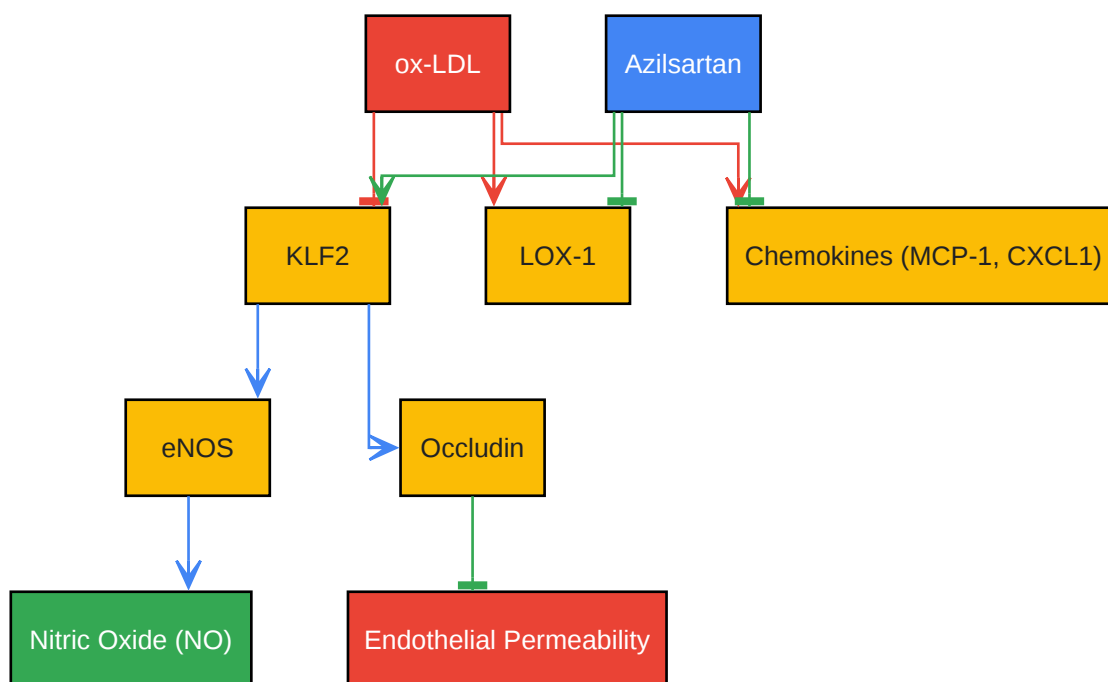 ox-LDL
Azilsartan
KLF2
LOX-1
Chemokines (MCP-1, CXCL1)
eNOS
Occludin
Nitric Oxide (NO)
Endothelial Permeability